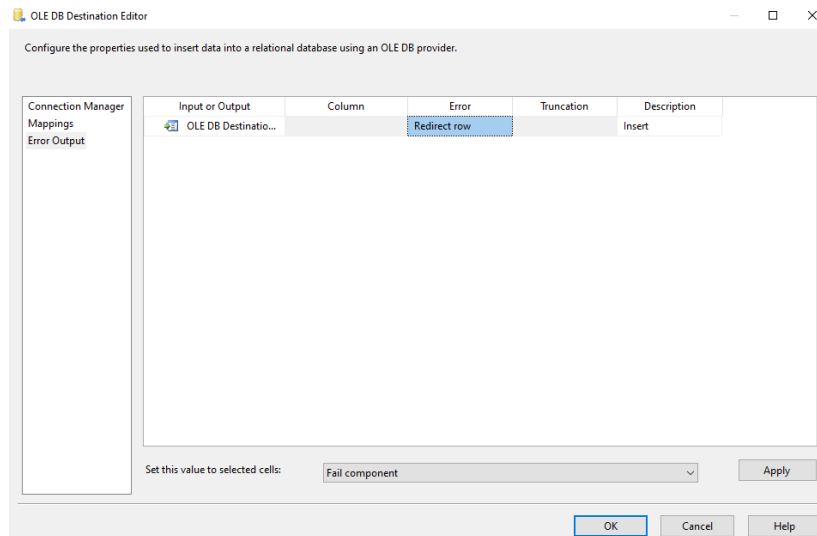 OLE DB Destination Editor
Configure the properties used to insert data into a relational database using an OLE DB provider.
Connection Manager
Mappings
Error Output
Input or Output Column Error Truncation Description
OLE DB Destinatio... Redirect row Insert
Set this value to selected cells: Fail component Apply
OK Cancel Help